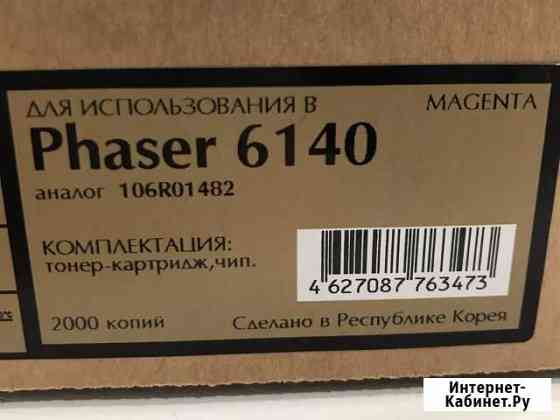 ДЛЯ ИСПОЛЬЗОВАНИЯ В MAGENTA
Phaser 6140
аналог 106R01482
КОМПЛЕКТАЦИЯ:
тонер-картридж,чип.
4 627087 763473
2000 копий Сделано в Республике Корея
Интернет-
Кабинет.Ру